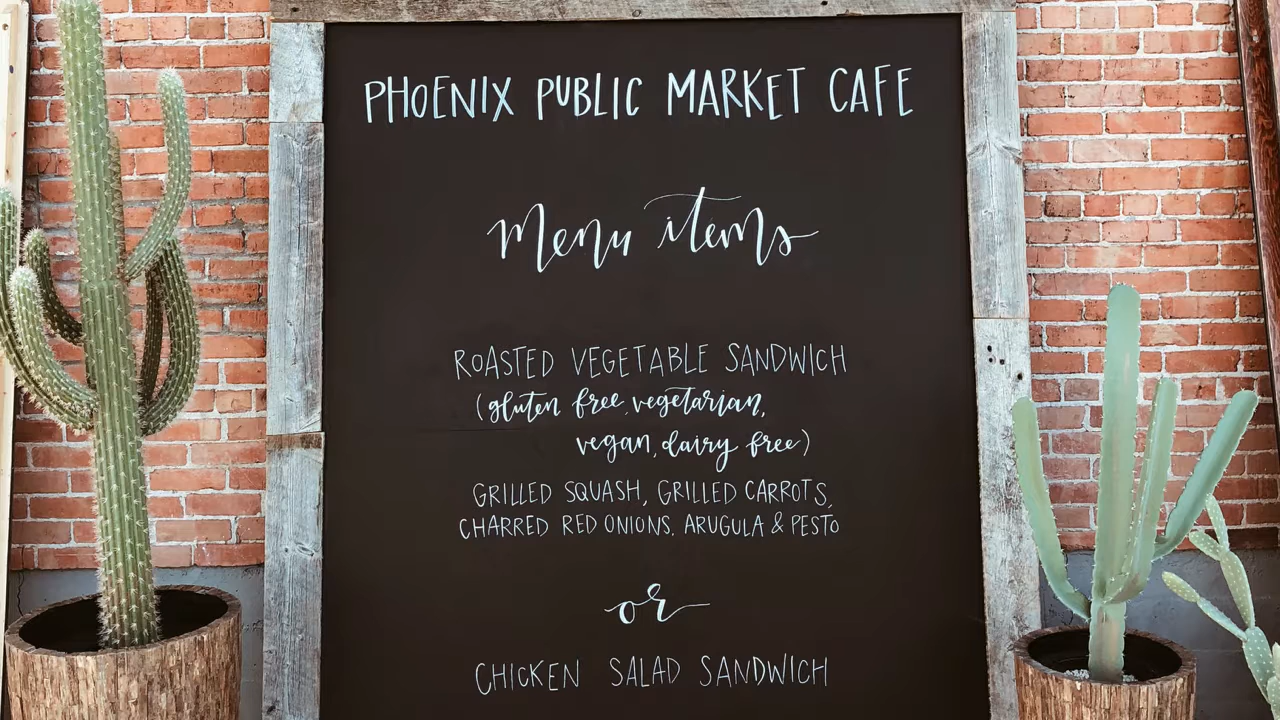 PHOENIX PUBLIC MARKET CAFE
Menu items
ROASTED VEGETABLE SANDWICH
(gluten free, vegetarian,
vegan, dairy free)
GRILLED SQUASH, GRILLED CARROTS,
CHARRED RED ONIONS, ARUGULA & PESTO
or
CHICKEN SALAD SANDWICH